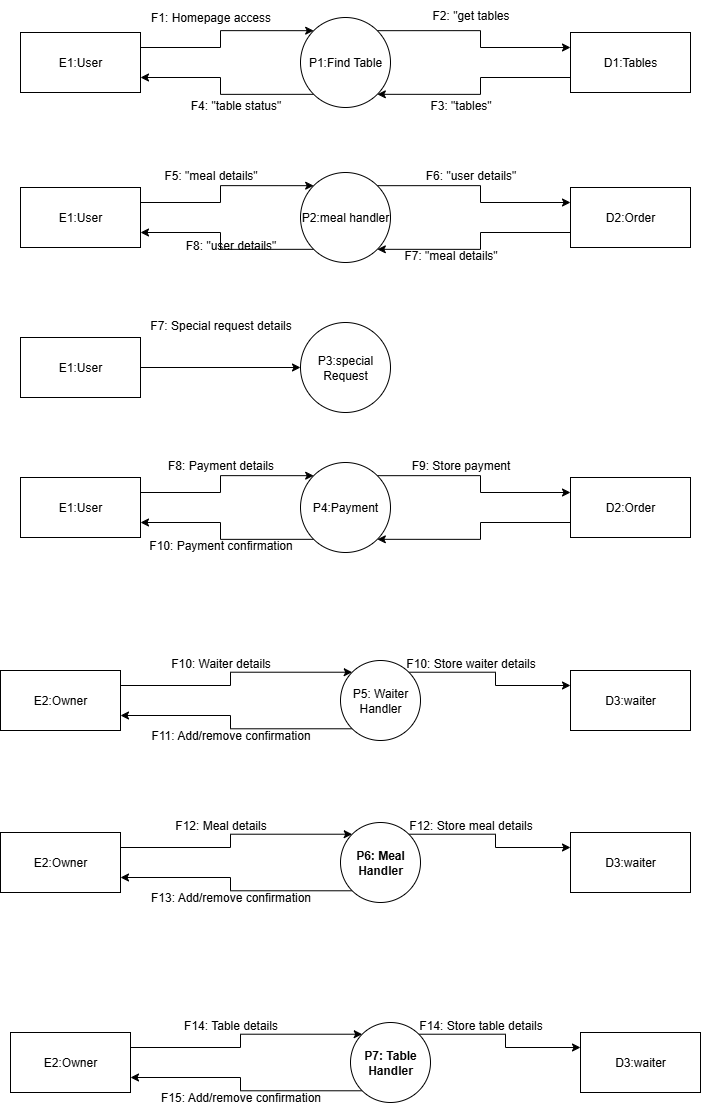 F1: Homepage access
F2: "get tables
E1:User
P1:Find Table
D1:Tables
F4: "table status"
F3: "tables"
F5: "meal details"
F6: "user details"
E1:User
P2:meal handler
D2:Order
F8: "user details"
F7: "meal details"
F7: Special request details
E1:User
P3:special
Request
F8: Payment details
F9: Store payment
E1:User
P4:Payment
D2:Order
F10: Payment confirmation
F10: Waiter details
F10: Store waiter details
E2:Owner
P5: Waiter
Handler
D3:waiter
F11: Add/remove confirmation
F12: Meal details
F12: Store meal details
E2:Owner
P6: Meal
Handler
D3:waiter
F13: Add/remove confirmation
F14: Table details
F14: Store table details
E2:Owner
P7: Table
Handler
D3:waiter
F15: Add/remove confirmation